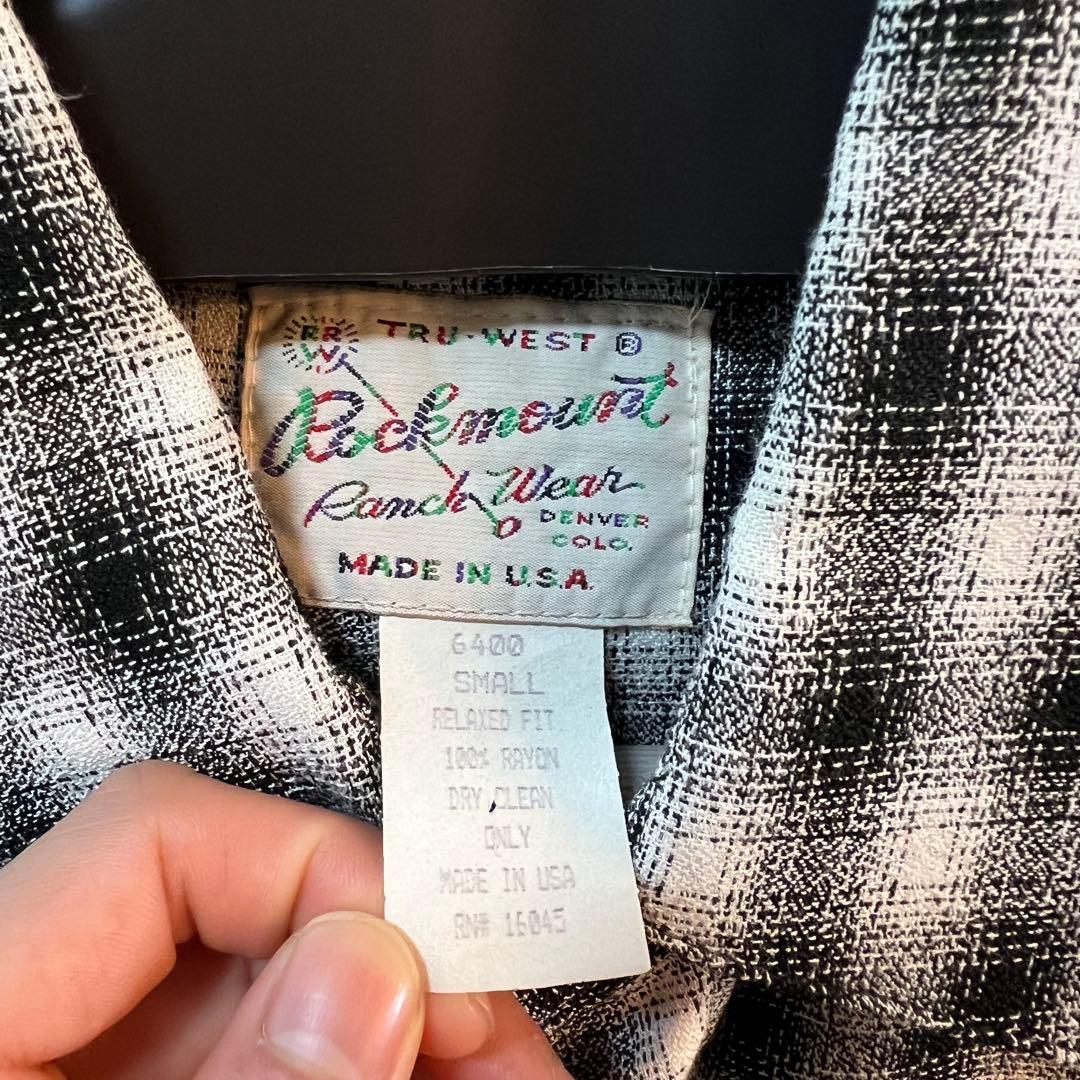 RRW
TRU-WEST ®
Rockmount
Ranch Wear
DENVER
COLO.
MADE IN U.S.A.
6400
SMALL
RELAXED FIT.
100% RAYON
DRY CLEAN
ONLY
MADE IN USA
RN# 16045